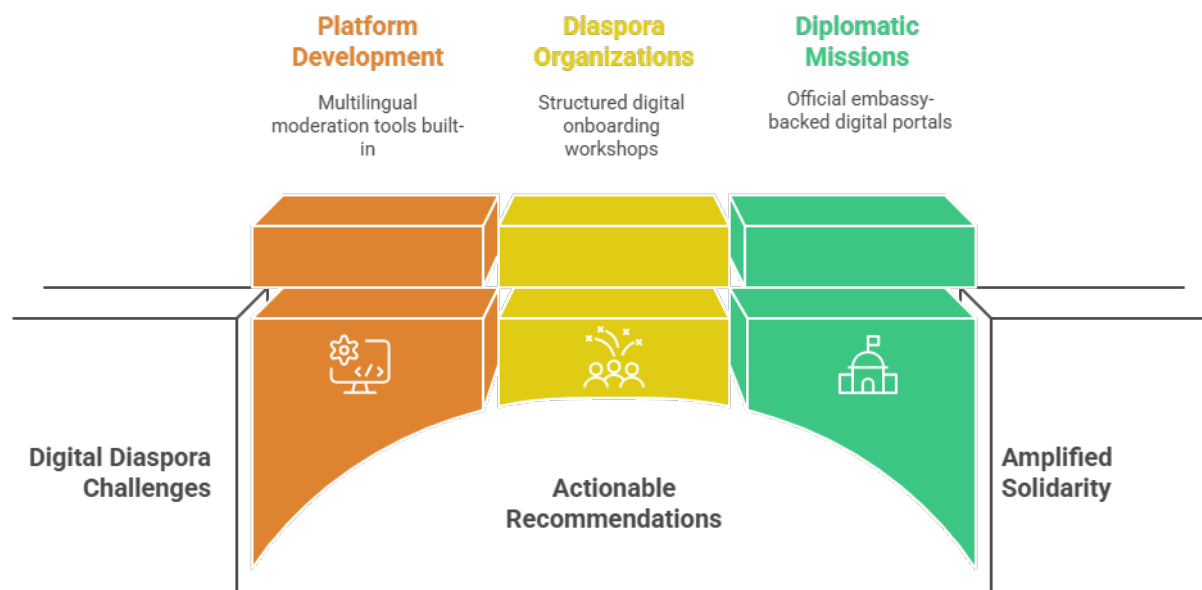 Platform
Development
Multilingual
moderation tools built-
in
Diaspora
Organizations
Structured digital
onboarding
workshops
Diplomatic
Missions
Official embassy-
backed digital portals
Digital Diaspora
Challenges
Actionable
Recommendations
Amplified
Solidarity